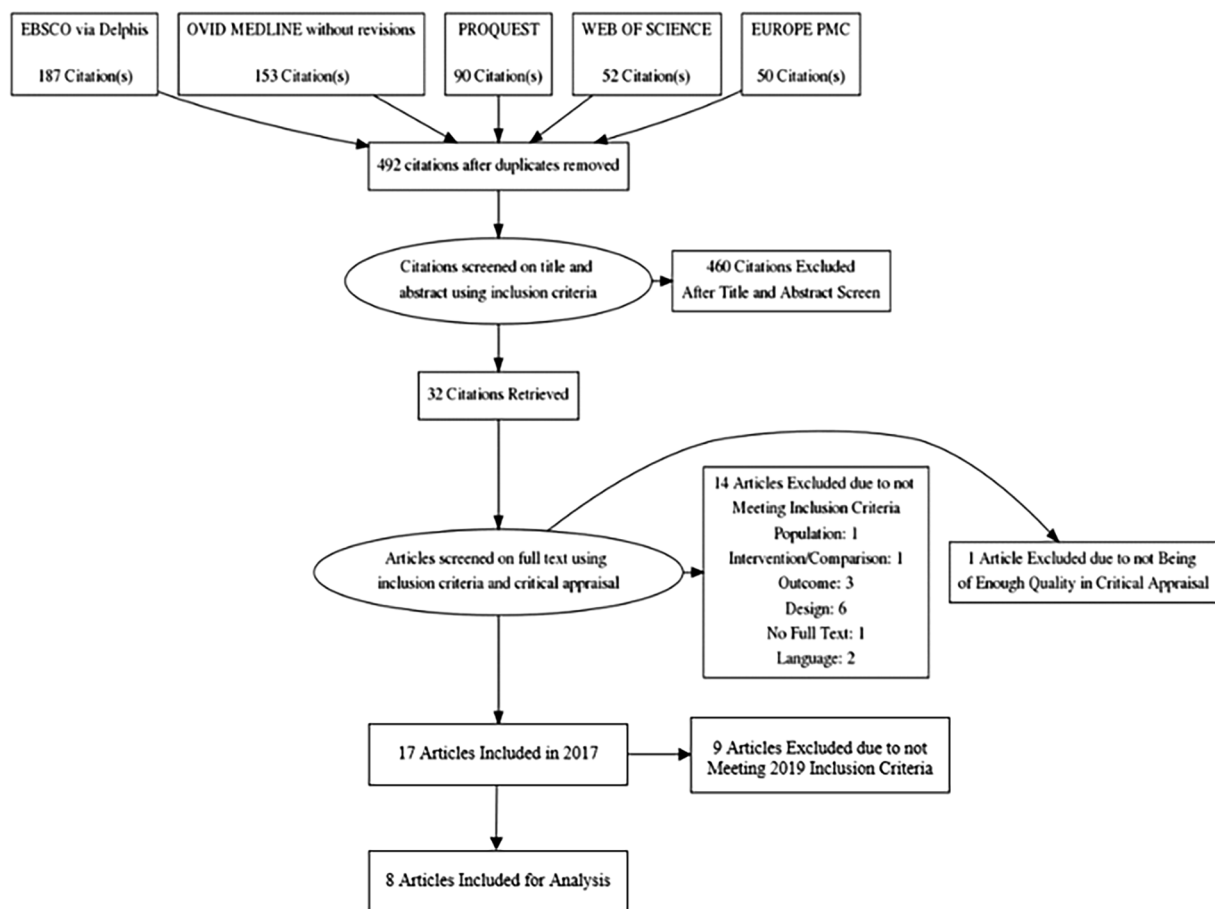 EBSCO via Delphis
187 Citation(s)
OVID MEDLINE without revisions
153 Citation(s)
PROQUEST
90 Citation(s)
WEB OF SCIENCE
52 Citation(s)
EUROPE PMC
50 Citation(s)
492 citations after duplicates removed
Citations screened on title and
abstract using inclusion criteria
460 Citations Excluded
After Title and Abstract Screen
32 Citations Retrieved
Articles screened on full text using
inclusion criteria and critical appraisal
14 Articles Excluded due to not
Meeting Inclusion Criteria
Population: 1
Intervention/Comparison: 1
Outcome: 3
Design: 6
No Full Text: 1
Language: 2
1 Article Excluded due to not Being
of Enough Quality in Critical Appraisal
17 Articles Included in 2017
9 Articles Excluded due to not
Meeting 2019 Inclusion Criteria
8 Articles Included for Analysis